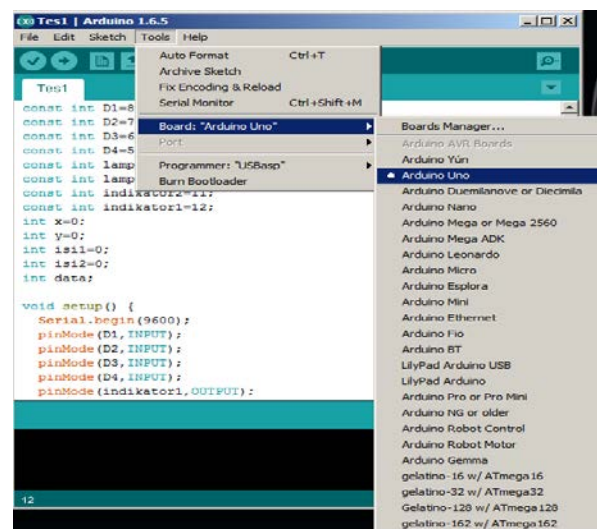 Tes1 | Arduino 1.6.5
File Edit Sketch Tools Help
Auto Format Ctrl+T
Archive Sketch
Fix Encoding & Reload
Serial Monitor Ctrl+Shift+M
Board: "Arduino Uno"
Port
Programmer: "USBasp"
Burn Bootloader
Boards Manager...
Arduino AVR Boards
Arduino Yún
Arduino Uno
Arduino Duemilanove or Diecimila
Arduino Nano
Arduino Mega or Mega 2560
Arduino Mega ADK
Arduino Leonardo
Arduino Micro
Arduino Esplora
Arduino Mini
Arduino Ethernet
Arduino Fio
Arduino BT
LilyPad Arduino USB
LilyPad Arduino
Arduino Pro or Pro Mini
Arduino NG or older
Arduino Robot Control
Arduino Robot Motor
Arduino Gemma
gelatino-16 w/ ATmega16
gelatino-32 w/ ATmega32
Gelatino-128 w/ ATmega128
gelatino-162 w/ ATmega162
Tes1
const int D1=8
const int D2=7
const int D3=6
const int D4=5
const int lamp
const int lamp
const int indikator2=11;
const int indikator1=12;
int x=0;
int y=0;
int isi1=0;
int isi2=0;
int data;
void setup() {
Serial.begin(9600);
pinMode(D1,INPUT);
pinMode(D2,INPUT);
pinMode(D3,INPUT);
pinMode(D4,INPUT);
pinMode(indikator1,OUTPUT);
12